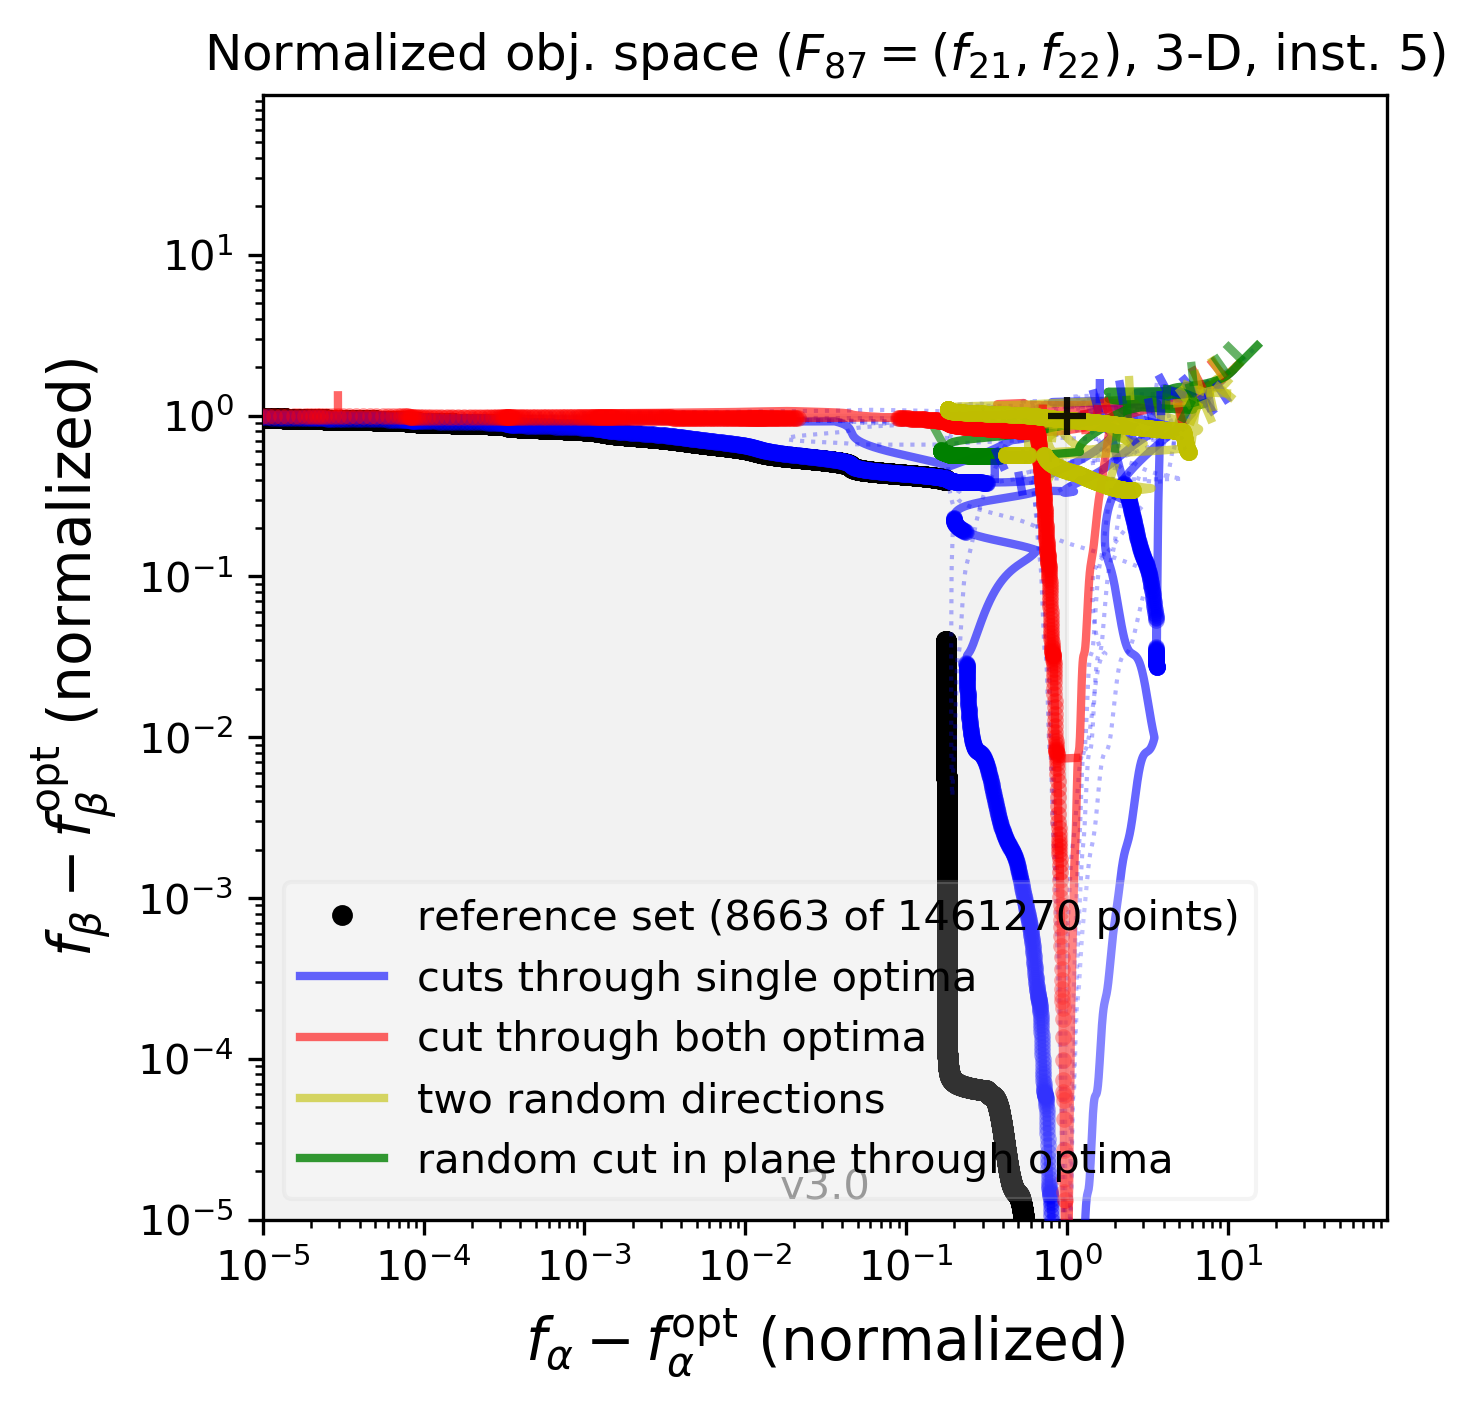 Normalized obj. space (F₈₇ = (f₂₁, f₂₂), 3-D, inst. 5)
f_β − f_β^opt (normalized)
10¹
10⁰
10⁻¹
10⁻²
10⁻³
10⁻⁴
10⁻⁵
reference set (8663 of 1461270 points)
cuts through single optima
cut through both optima
two random directions
random cut in plane through optima
v3.0
10⁻⁵ 10⁻⁴ 10⁻³ 10⁻² 10⁻¹ 10⁰ 10¹
f_α − f_α^opt (normalized)